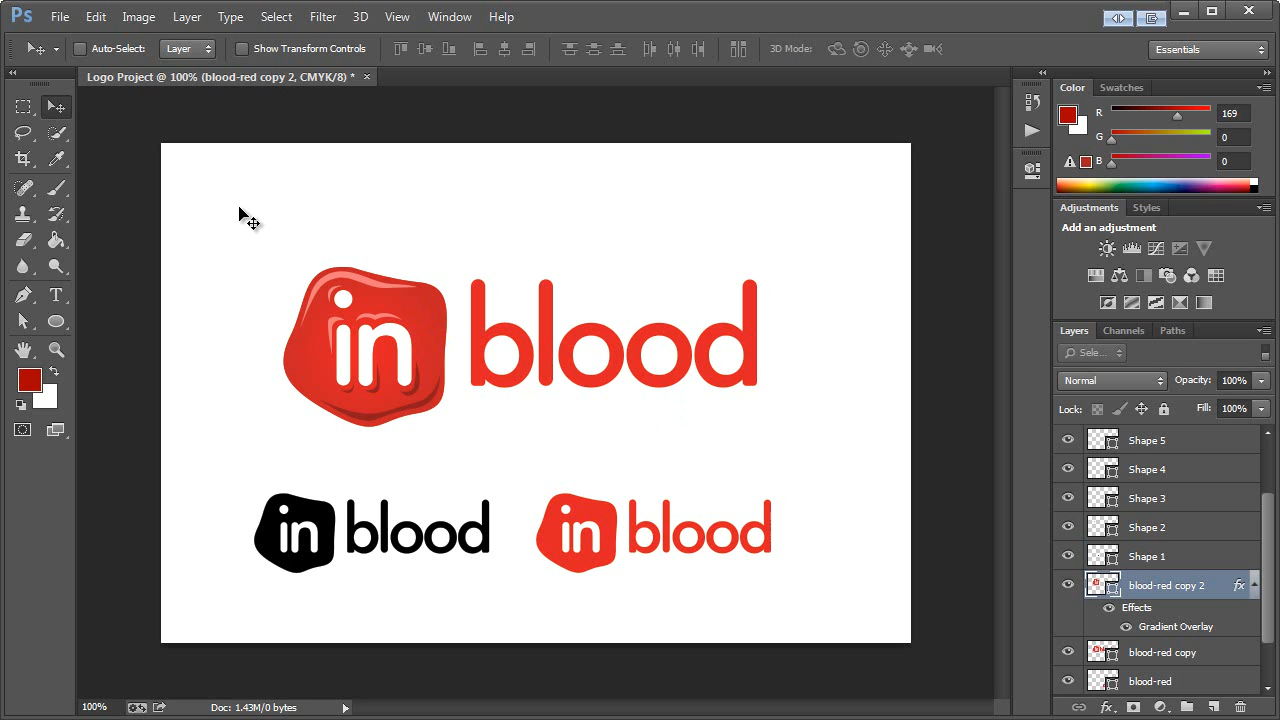 Ps File Edit Image Layer Type Select Filter 3D View Window Help
Auto-Select: Layer Show Transform Controls 3D Mode: Essentials
Logo Project @ 100% (blood-red copy 2, CMYK/8) * ×
Color Swatches
R 169
G 0
B 0
Adjustments Styles
Add an adjustment
in blood
in blood in blood
Layers Channels Paths
Sele...
Normal Opacity: 100%
Lock: Fill: 100%
Shape 5
Shape 4
Shape 3
Shape 2
Shape 1
blood-red copy 2 fx
Effects
Gradient Overlay
blood-red copy
blood-red
100% Doc: 1.43M/0 bytes fx